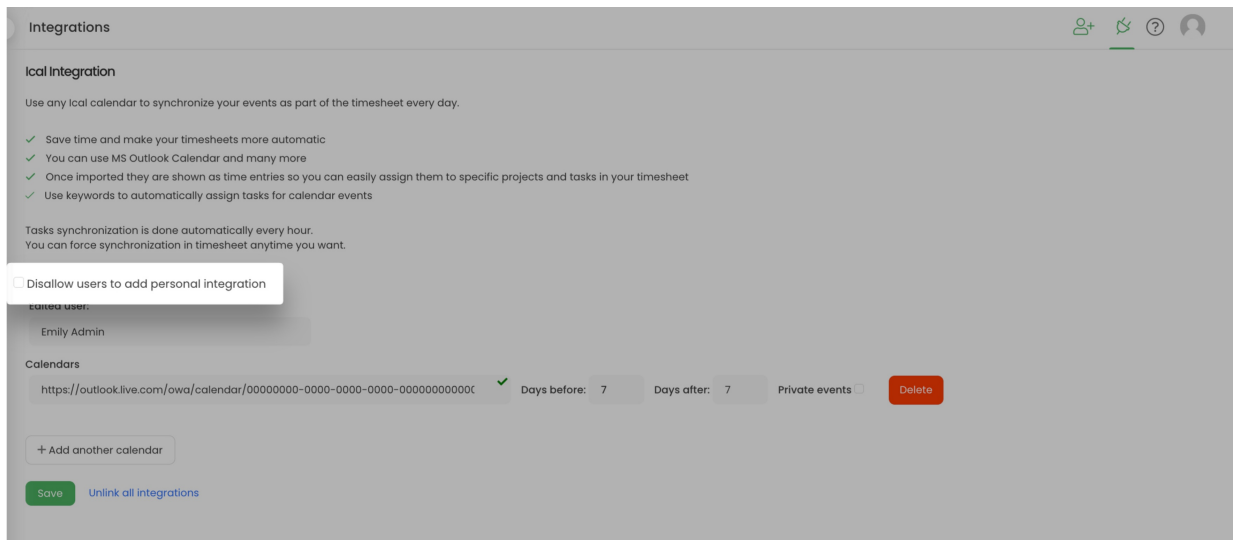 Integrations
Ical Integration
Use any Ical calendar to synchronize your events as part of the timesheet every day.
Save time and make your timesheets more automatic
You can use MS Outlook Calendar and many more
Once imported they are shown as time entries so you can easily assign them to specific projects and tasks in your timesheet
Use keywords to automatically assign tasks for calendar events
Tasks synchronization is done automatically every hour.
You can force synchronization in timesheet anytime you want.
Disallow users to add personal integration
Edited user:
Emily Admin
Calendars
https://outlook.live.com/owa/calendar/00000000-0000-0000-0000-000000000000 Days before: 7 Days after: 7 Private events Delete
+ Add another calendar
Save Unlink all integrations